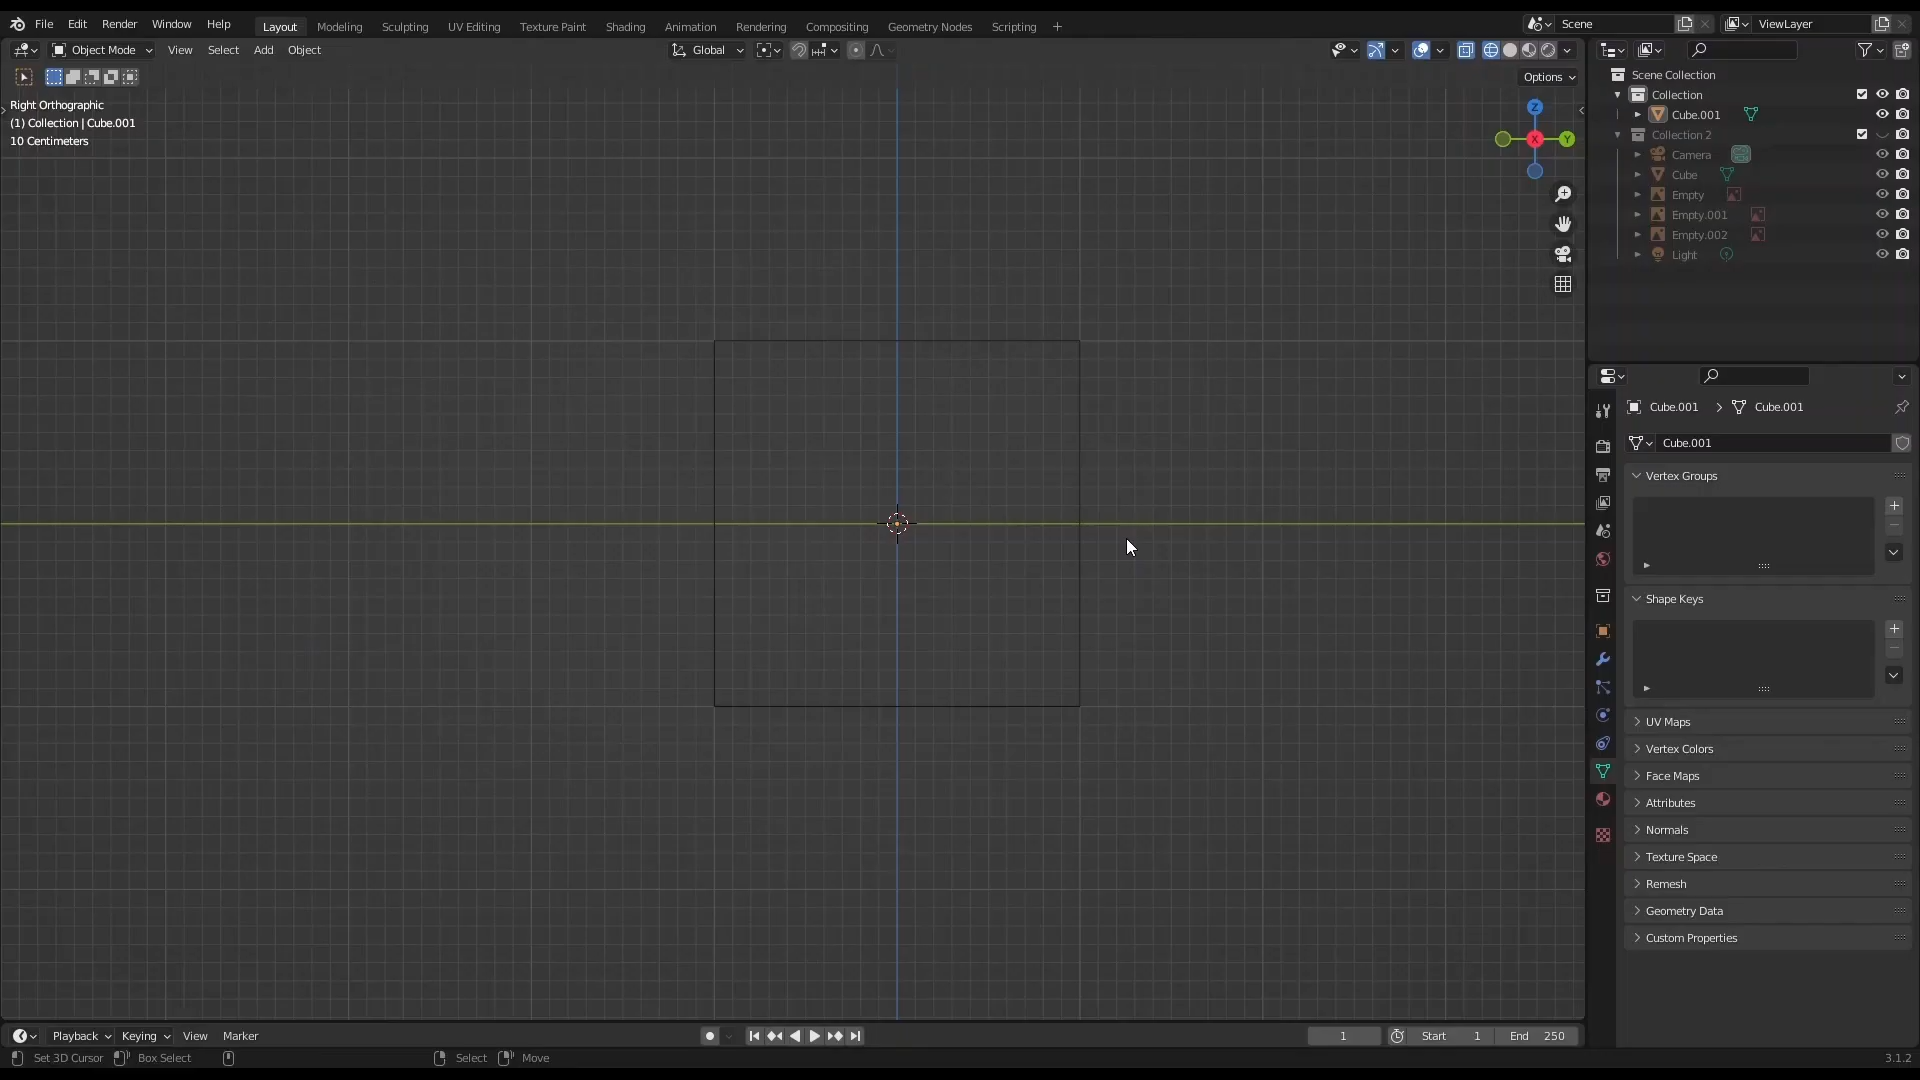 File Edit Render Window Help Layout Modeling Sculpting UV Editing Texture Paint Shading Animation Rendering Compositing Geometry Nodes Scripting + Scene ViewLayer
Object Mode View Select Add Object Global
Options
Right Orthographic
(1) Collection | Cube.001
10 Centimeters
Z
X
Y
Scene Collection
Collection
Cube.001
Collection 2
Camera
Cube
Empty
Empty.001
Empty.002
Light
Cube.001 > Cube.001
Cube.001
Vertex Groups
Shape Keys
UV Maps
Vertex Colors
Face Maps
Attributes
Normals
Texture Space
Remesh
Geometry Data
Custom Properties
Playback Keying View Marker 1 Start 1 End 250
Set 3D Cursor Box Select Select Move 3.1.2